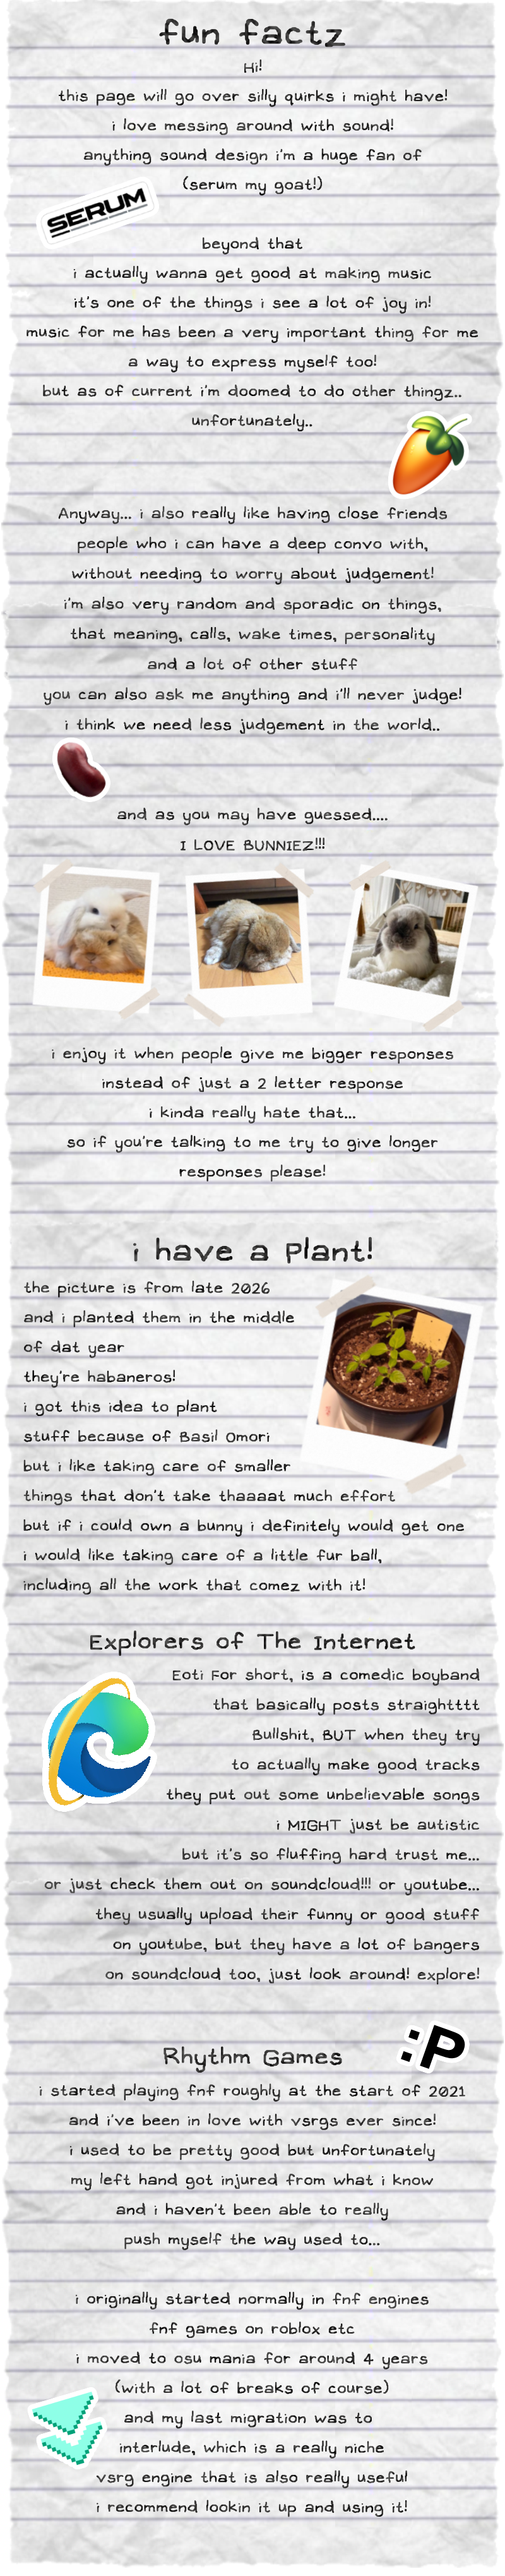 fun factz
Hi!
this page will go over silly quirks i might have!
i love messing around with sound!
anything sound design i'm a huge fan of
(serum my goat!)
SERUM
beyond that
i actually wanna get good at making music
it's one of the things i see a lot of joy in!
music for me has been a very important thing for me
a way to express myself too!
but as of current i'm doomed to do other thingz..
unfortunately..
Anyway... i also really like having close friends
people who i can have a deep convo with,
without needing to worry about judgement!
i'm also very random and sporadic on things,
that meaning, calls, wake times, personality
and a lot of other stuff
you can also ask me anything and i'll never judge!
i think we need less judgement in the world..
and as you may have guessed....
I LOVE BUNNIEZ!!!
i enjoy it when people give me bigger responses
instead of just a 2 letter response
i kinda really hate that...
so if you're talking to me try to give longer
responses please!
i have a Plant!
the picture is from late 2026
and i planted them in the middle
of dat year
they're habaneros!
i got this idea to plant
stuff because of Basil Omori
but i like taking care of smaller
things that don't take thaaaat much effort
but if i could own a bunny i definitely would get one
i would like taking care of a little fur ball,
including all the work that comez with it!
Explorers of The Internet
Eoti For short, is a comedic boyband
that basically posts straightttt
Bullshit, BUT when they try
to actually make good tracks
they put out some unbelievable songs
i MIGHT just be autistic
but it's so fluffing hard trust me...
or just check them out on soundcloud!!! or youtube...
they usually upload their funny or good stuff
on youtube, but they have a lot of bangers
on soundcloud too, just look around! explore!
:P
Rhythm Games
i started playing fnf roughly at the start of 2021
and i've been in love with vsrgs ever since!
i used to be pretty good but unfortunately
my left hand got injured from what i know
and i haven't been able to really
push myself the way used to...
i originally started normally in fnf engines
fnf games on roblox etc
i moved to osu mania for around 4 years
(with a lot of breaks of course)
and my last migration was to
interlude, which is a really niche
vsrg engine that is also really useful
i recommend lookin it up and using it!